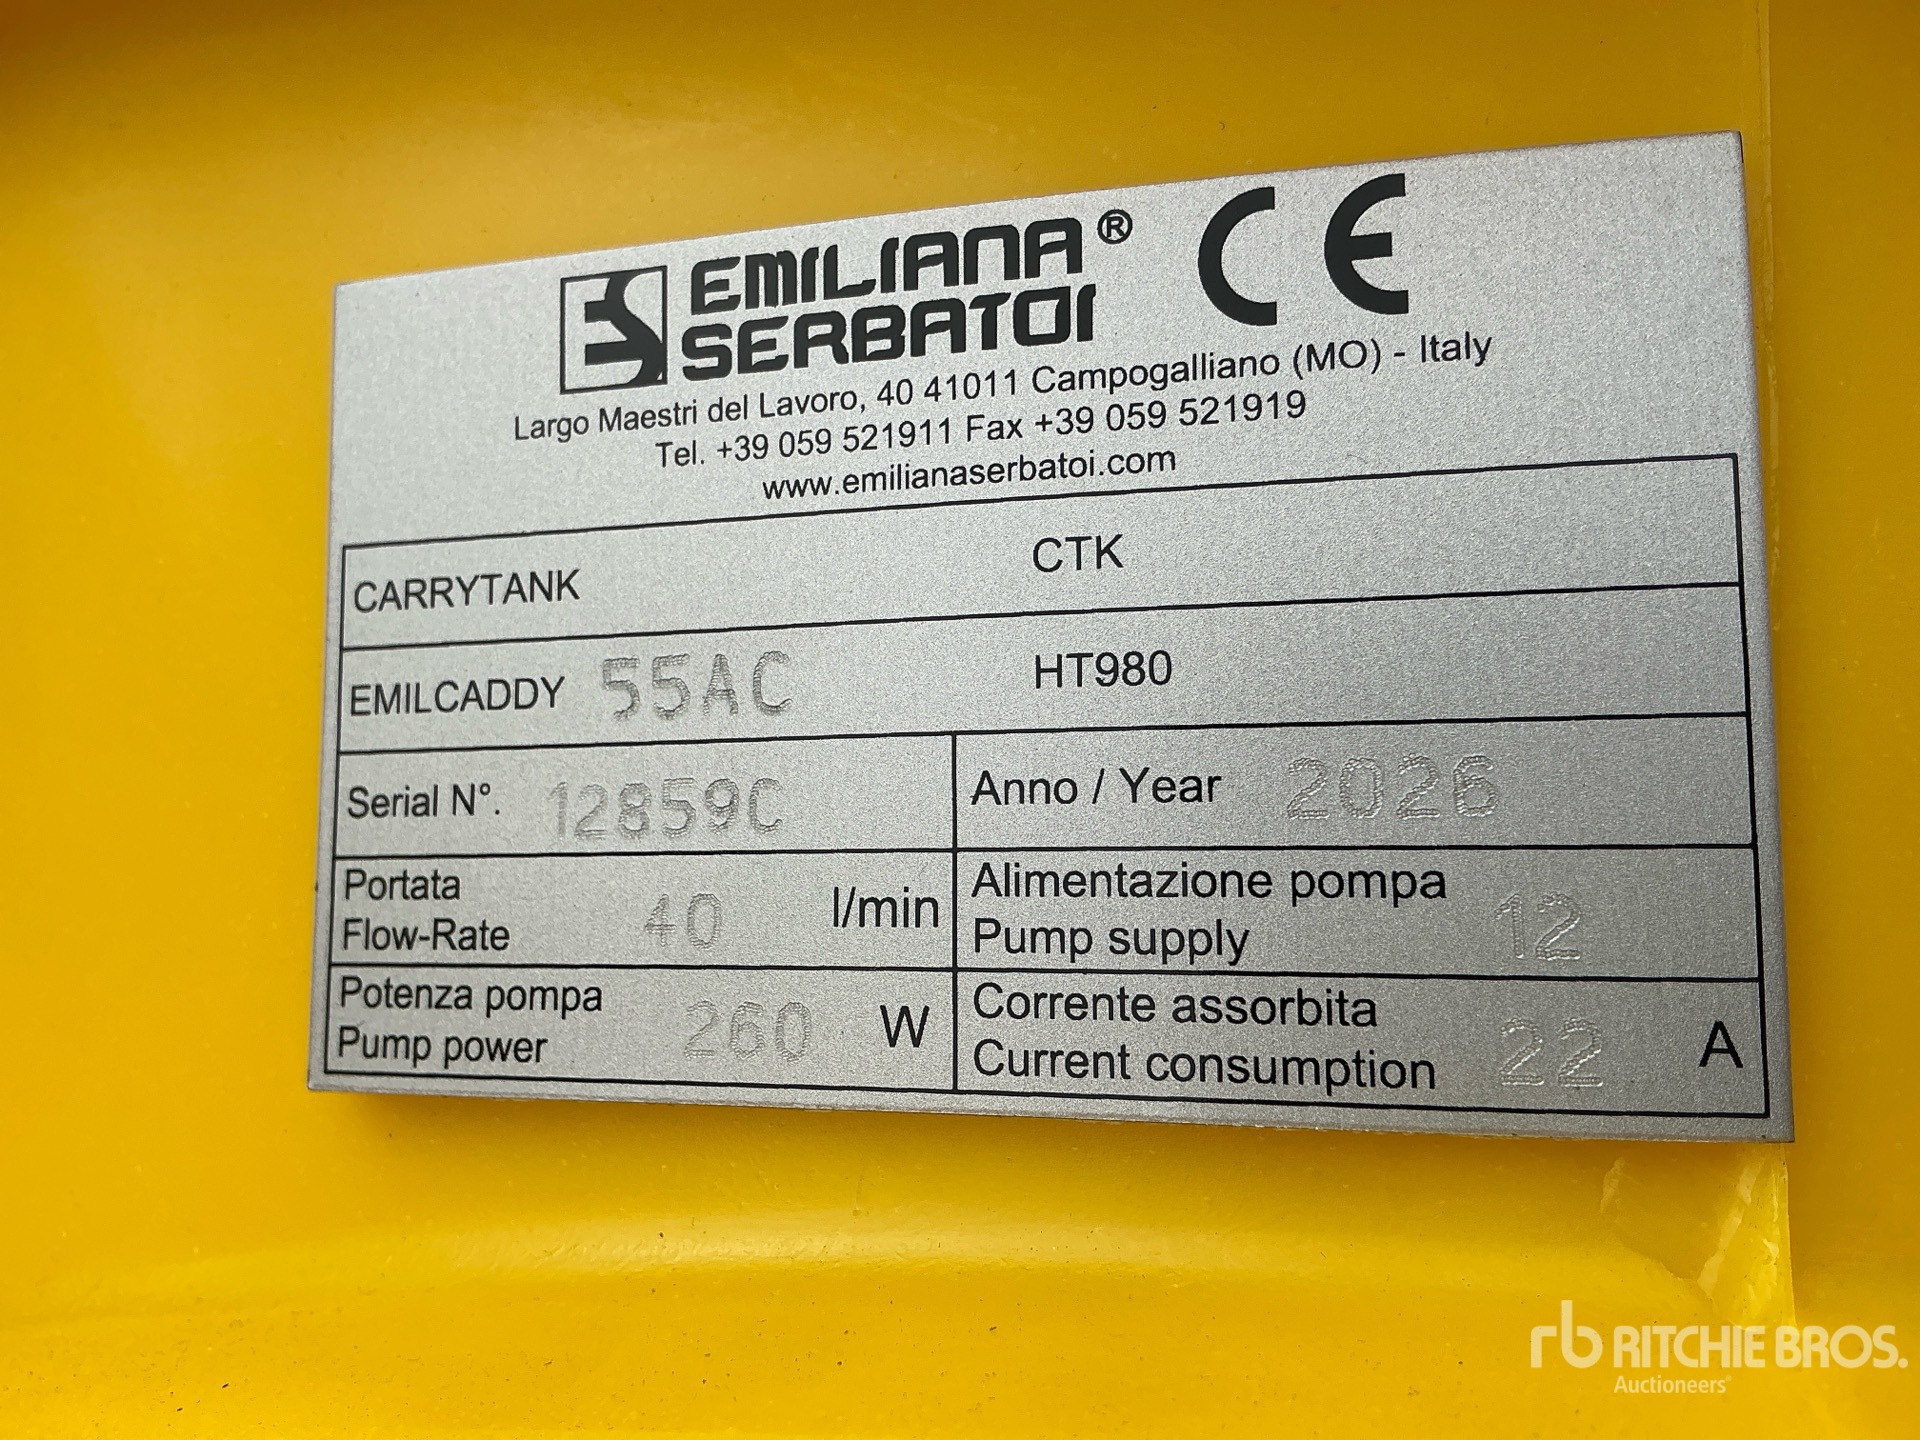 EMILIANA®
SERBATOI
CE
Largo Maestri del Lavoro, 40 41011 Campogalliano (MO) - Italy
Tel. +39 059 521911 Fax +39 059 521919
www.emilianaserbatoi.com
CARRYTANK CTK
EMILCADDY 55AC HT980
Serial N°. 12859C
Anno / Year 2026
Portata
Flow-Rate 40 l/min
Alimentazione pompa
Pump supply 12
Potenza pompa
Pump power 260 W
Corrente assorbita
Current consumption 22 A
rb RITCHIE BROS.
Auctioneers